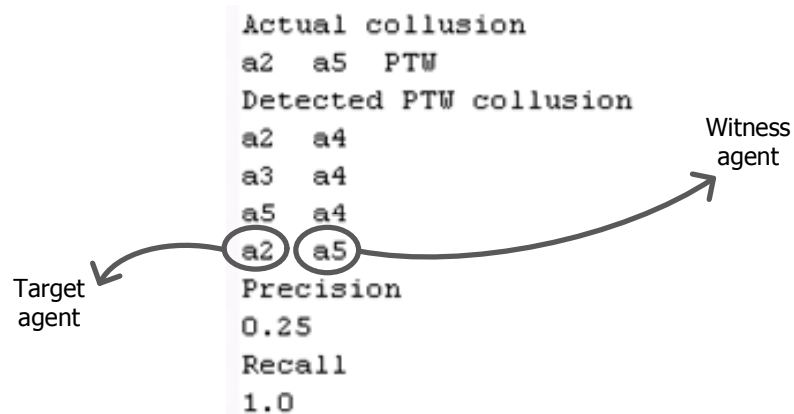 Actual collusion
a2 a5 PTW
Detected PTW collusion
a2 a4
a3 a4
a5 a4
a2 a5
Precision
0.25
Recall
1.0
Witness
agent
Target
agent